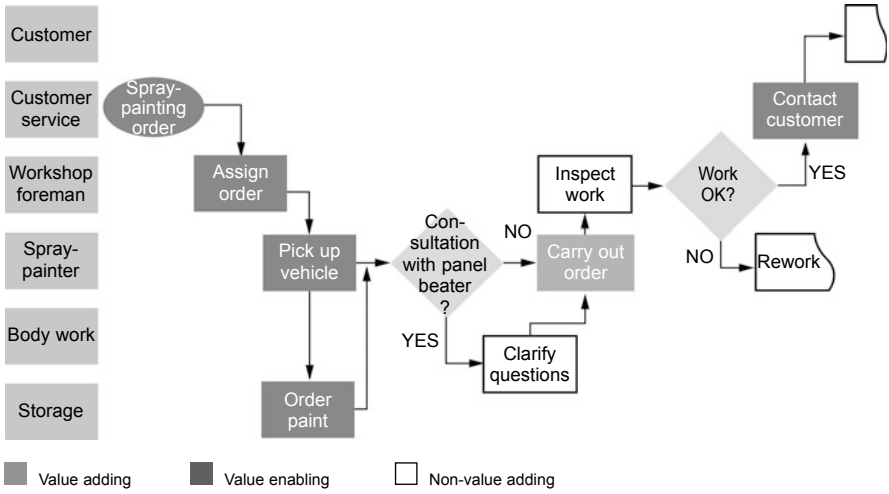 Customer
Customer
service
Workshop
foreman
Spray-
painter
Body work
Storage
Spray-
painting
order
Assign
order
Pick up
vehicle
Order
paint
Con-
sultation
with panel
beater
?
NO
YES
Clarify
questions
Carry out
order
Inspect
work
Work
OK?
YES
NO
Contact
customer
Rework
Value adding
Value enabling
Non-value adding